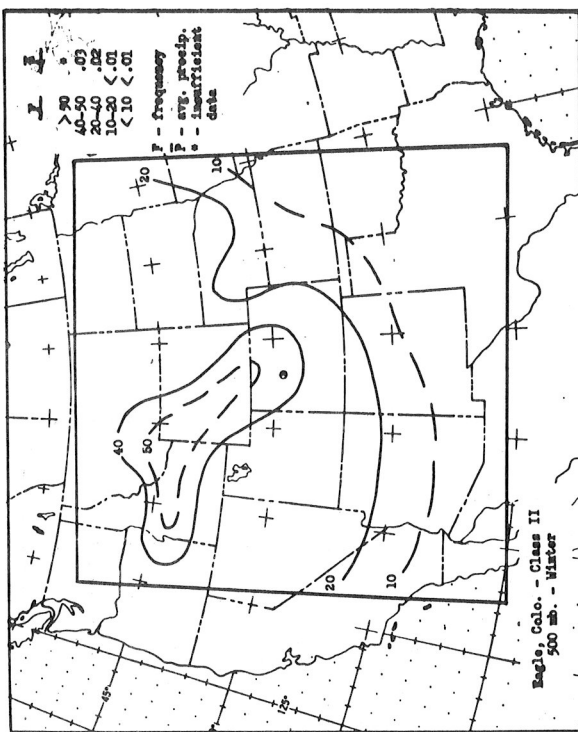 F P̄
>50 *
40-50 .03
20-40 .02
10-20 <.01
<10 <.01
F - frequency
P̄ - avg. precip.
* - insufficient
data
20
10
40
50
20
10
45°
125°
Eagle, Colo. - Class II
500 mb. - Winter